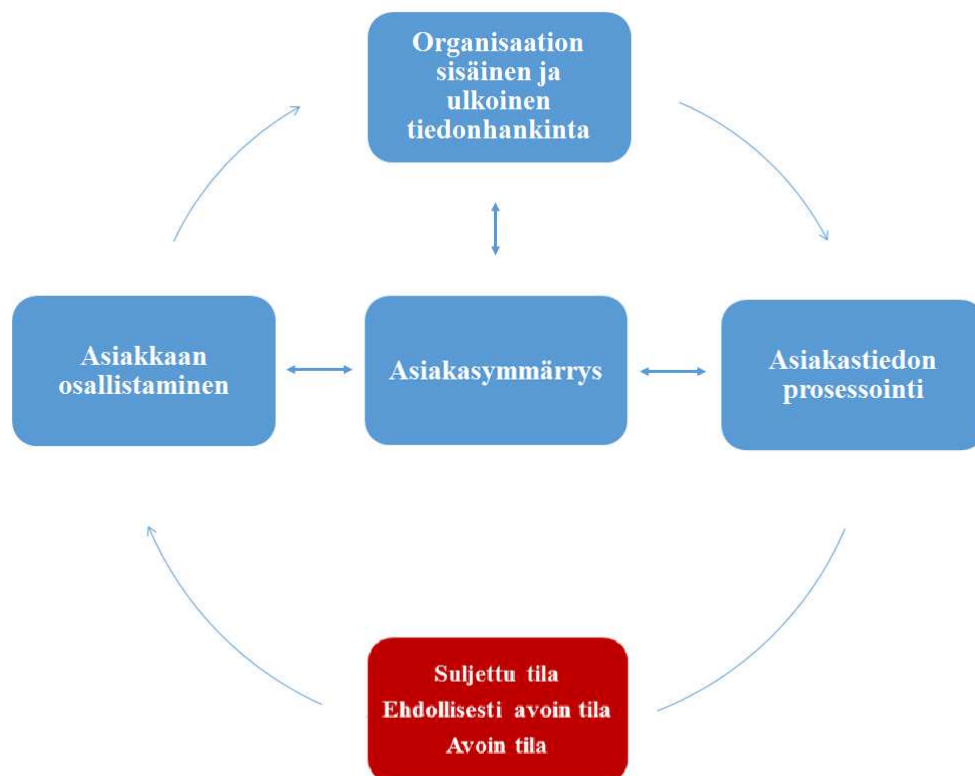 Organisaation
sisäinen ja
ulkoinen
tiedonhankinta
Asiakkaan
osallistaminen
Asiakasymmärrys
Asiakastiedon
prosessointi
Suljettu tila
Ehdollisesti avoin tila
Avoin tila